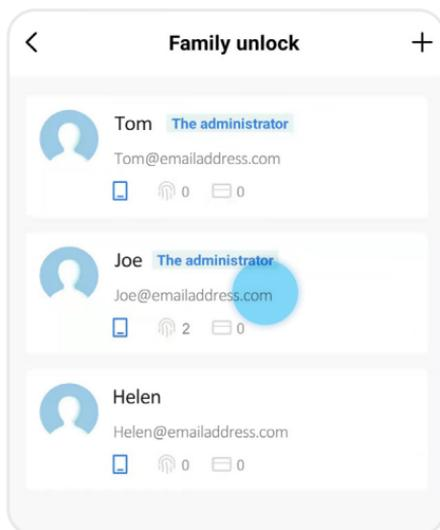 Family unlock
Tom The administrator
Tom@emailaddress.com
0 0
Joe The administrator
Joe@emailaddress.com
2 0
Helen
Helen@emailaddress.com
0 0